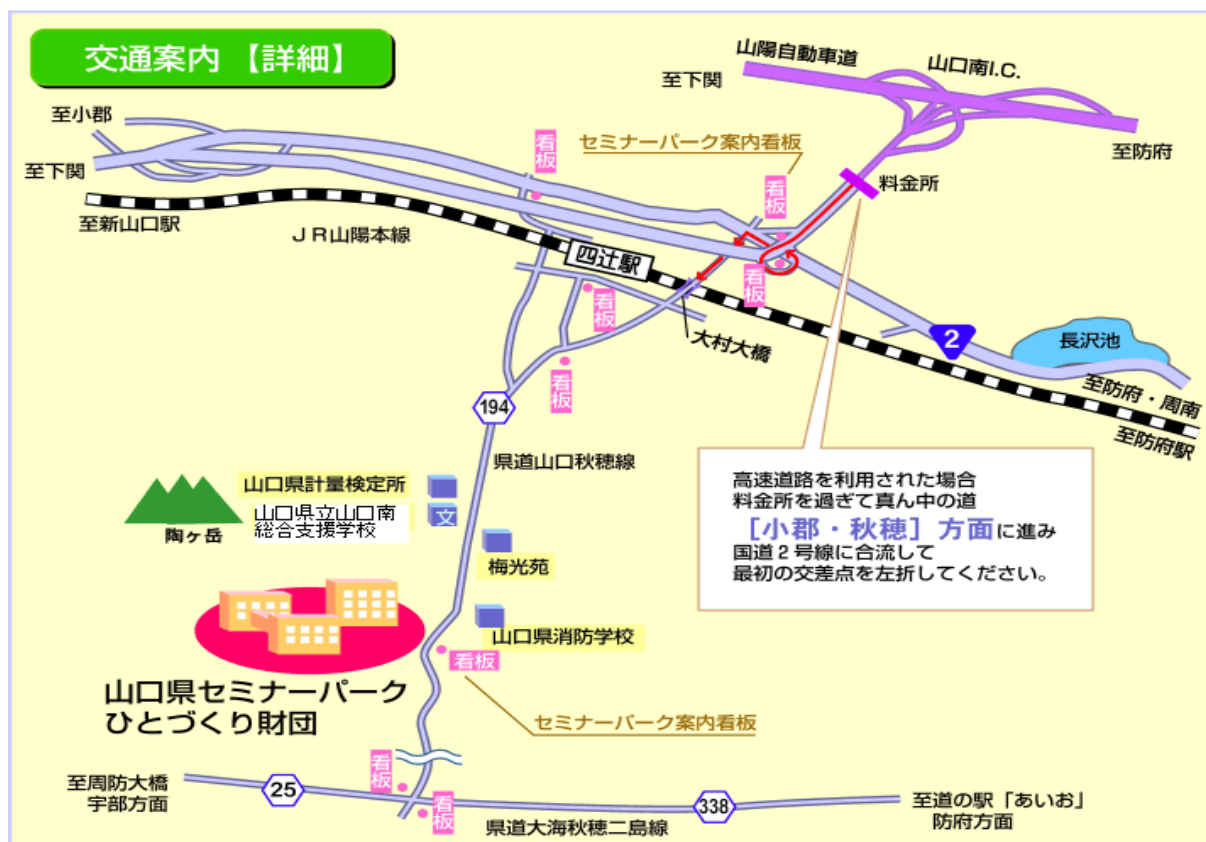 交通案内 【詳細】
山陽自動車道
山口南I.C.
至下関
至防府
料金所
至小郡
至下関
至新山口駅
JR山陽本線
看板
セミナーパーク案内看板
看板
看板
四辻駅
看板
大村大橋
2
長沢池
至防府・周南
至防府駅
看板
194
県道山口秋穂線
高速道路を利用された場合
料金所を過ぎて真ん中の道
[小郡・秋穂] 方面に進み
国道2号線に合流して
最初の交差点を左折してください。
陶ヶ岳
山口県計量検定所
山口県立山口南
総合支援学校
文
梅光苑
山口県消防学校
看板
山口県セミナーパーク
ひとづくり財団
セミナーパーク案内看板
看板
至周防大橋
宇部方面
25
看板
県道大海秋穂二島線
338
至道の駅「あいお」
防府方面